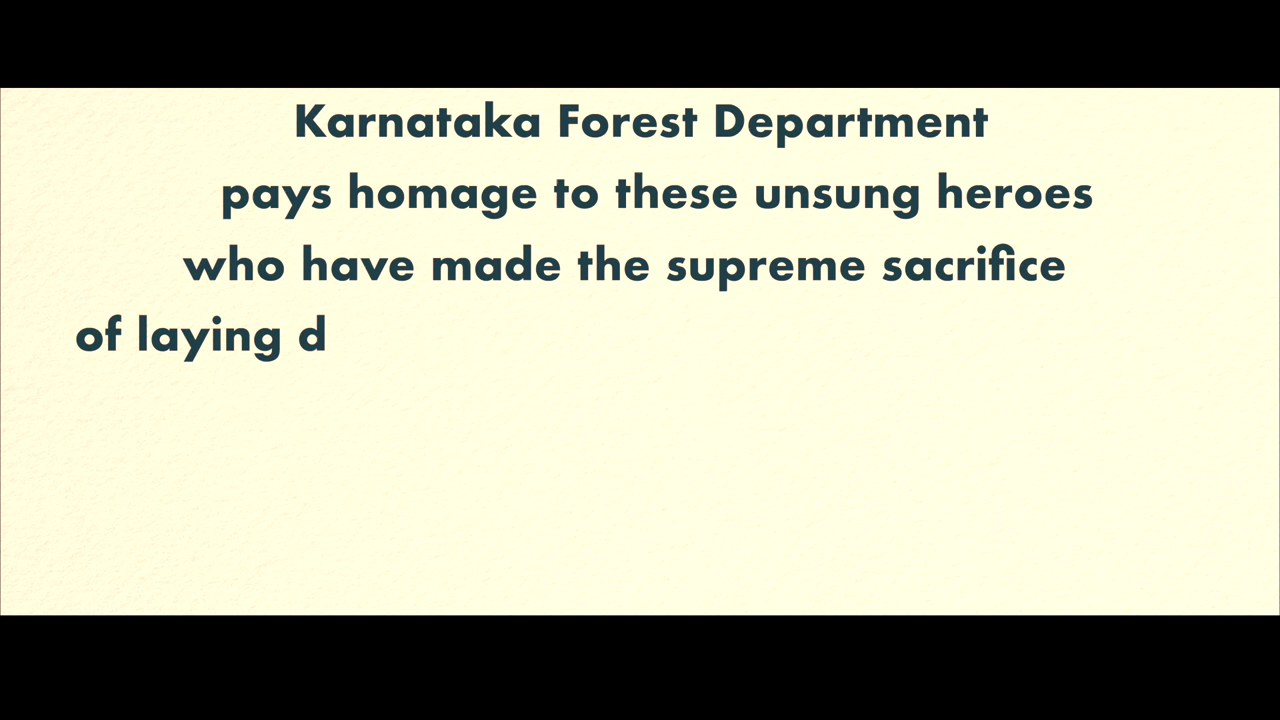 Karnataka Forest Department
pays homage to these unsung heroes
who have made the supreme sacrifice
of laying d